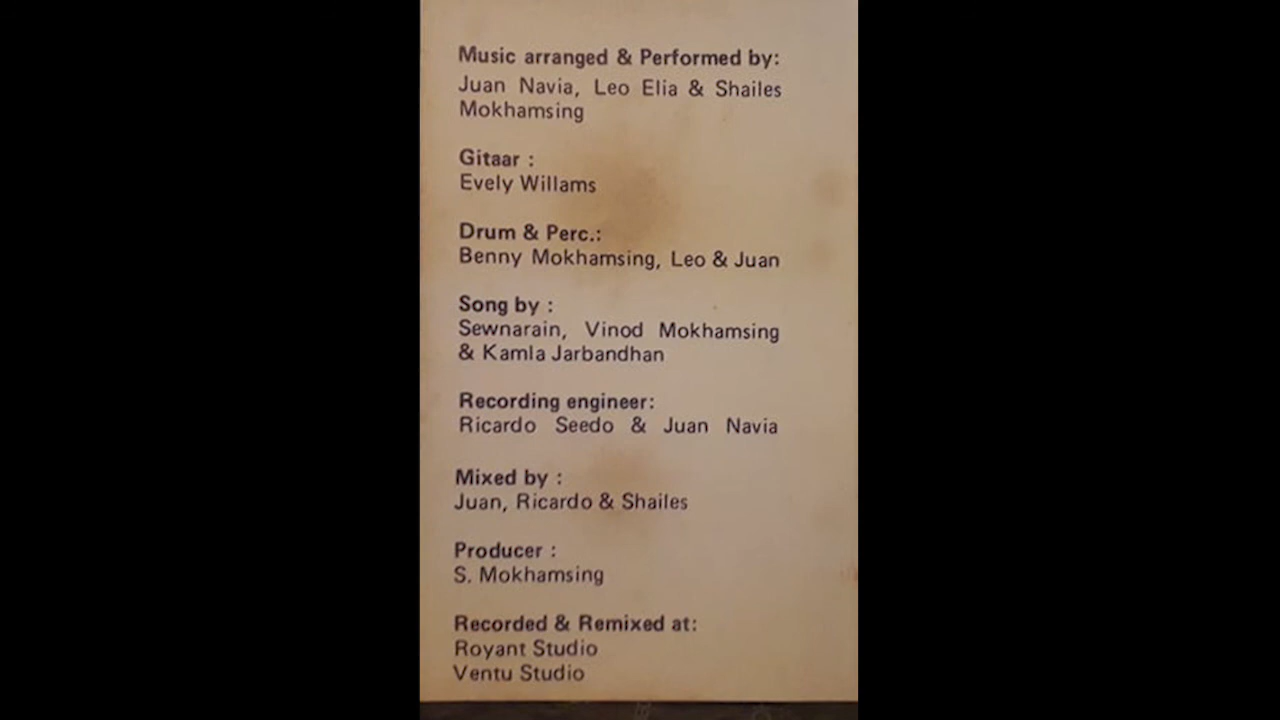 Music arranged & Performed by:
Juan Navia, Leo Elia & Shailes
Mokhamsing
Gitaar :
Evely Willams
Drum & Perc.:
Benny Mokhamsing, Leo & Juan
Song by :
Sewnarain, Vinod Mokhamsing
& Kamla Jarbandhan
Recording engineer:
Ricardo Seedo & Juan Navia
Mixed by :
Juan, Ricardo & Shailes
Producer :
S. Mokhamsing
Recorded & Remixed at:
Royant Studio
Ventu Studio